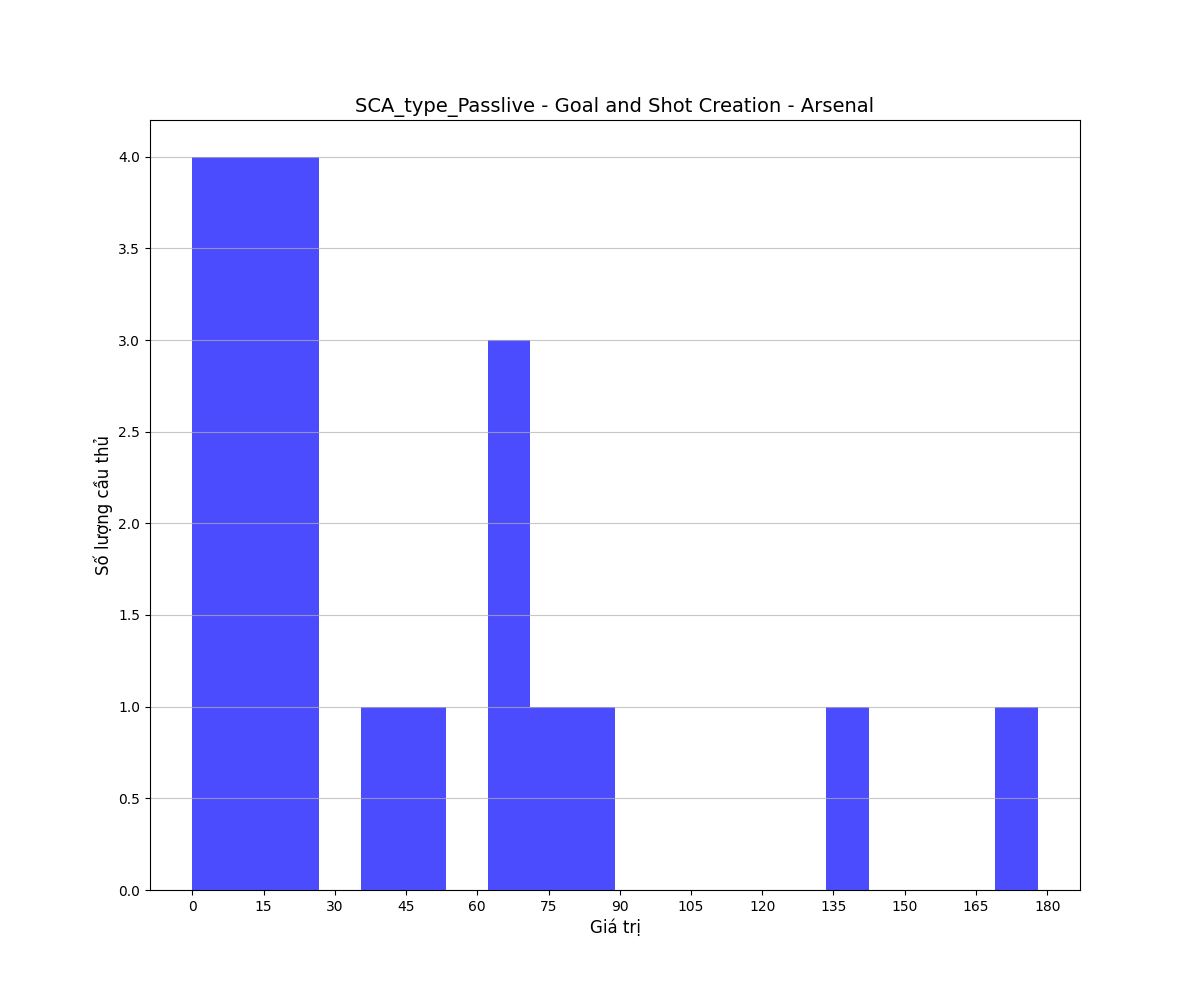 SCA_type_Passlive - Goal and Shot Creation - Arsenal
4.0
3.5
3.0
2.5
2.0
1.5
1.0
0.5
0.0
Số lượng cầu thủ
0 15 30 45 60 75 90 105 120 135 150 165 180
Giá trị